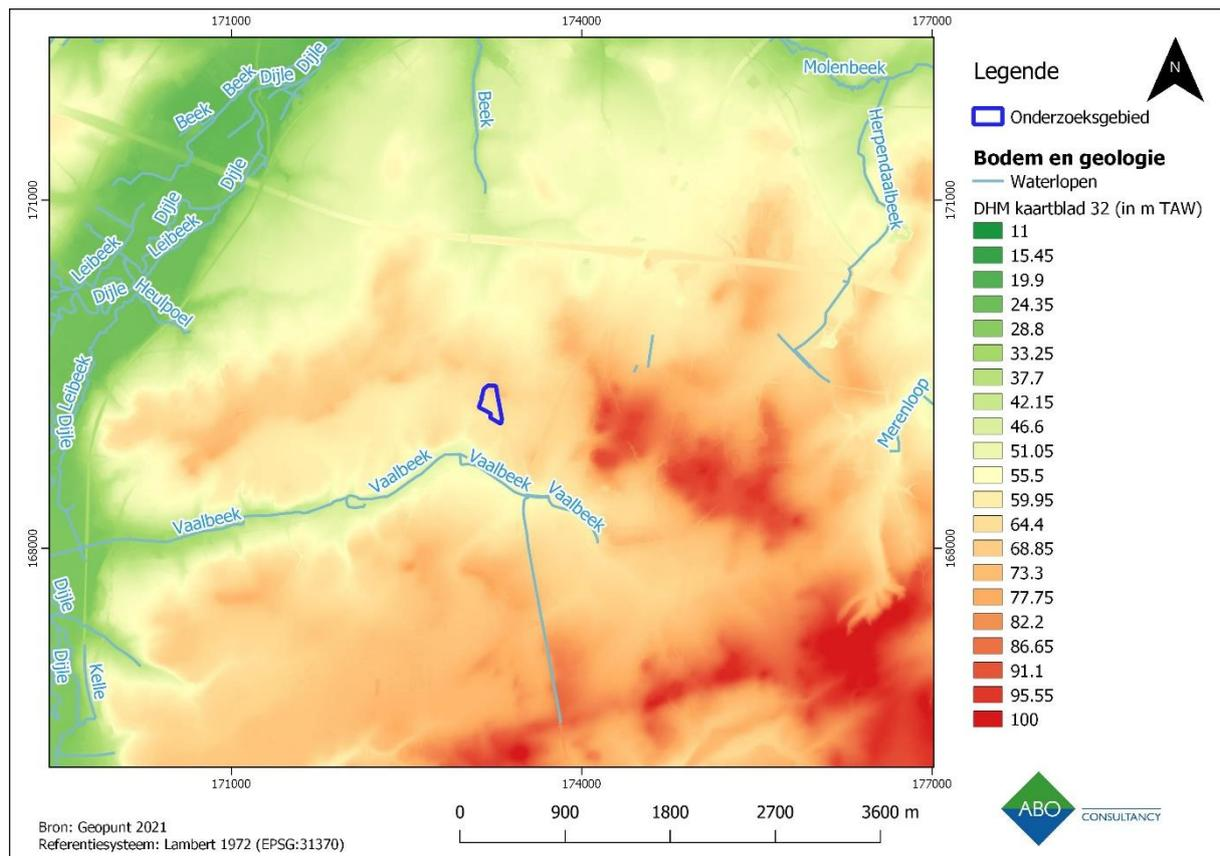 171000
174000
177000
Legende
N
Onderzoeksgebied
Bodem en geologie
Waterlopen
DHM kaartblad 32 (in m TAW)
11
15.45
19.9
24.35
28.8
33.25
37.7
42.15
46.6
51.05
55.5
59.95
64.4
68.85
73.3
77.75
82.2
86.65
91.1
95.55
100
Beek
Beek
Dijle
Dijle
Beek
Molenbeek
Herpendaalbeek
171000
171000
Dijle
Dijle
Leibeek
Leibeek
Dijle
Heulpoel
Leibeek
Dijle
Merenloop
Vaalbeek
Vaalbeek
Vaalbeek
Vaalbeek
168000
168000
Dijle
Dijle
Kelle
171000
174000
177000
0
900
1800
2700
3600 m
Bron: Geopunt 2021
Referentiesysteem: Lambert 1972 (EPSG:31370)
ABO
CONSULTANCY